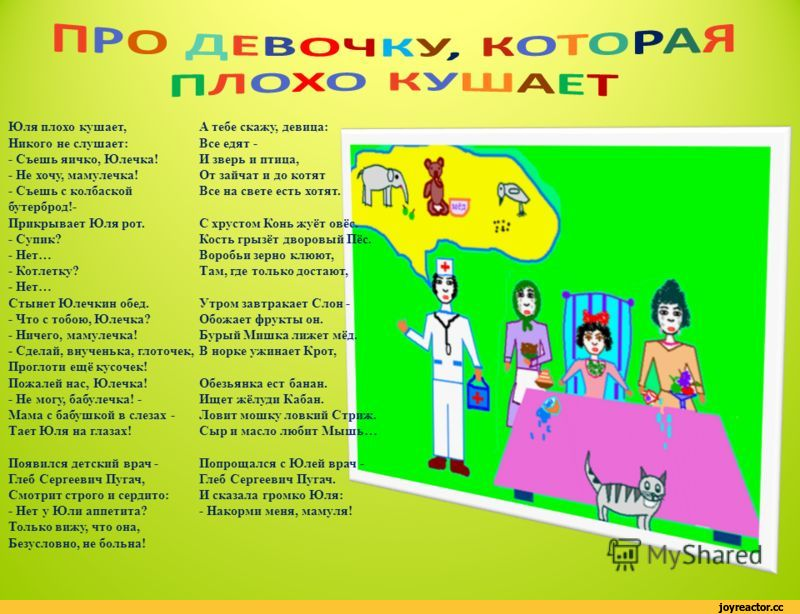 ПРО ДЕВОЧКУ, КОТОРАЯ
ПЛОХО КУШАЕТ
Юля плохо кушает,
Никого не слушает:
- Съешь яичко, Юлечка!
- Не хочу, мамулечка!
- Съешь с колбаской
бутерброд!-
Прикрывает Юля рот.
- Супик?
- Нет…
- Котлетку?
- Нет…
Стынет Юлечкин обед.
- Что с тобою, Юлечка?
- Ничего, мамулечка!
- Сделай, внученька, глоточек,
Проглоти ещё кусочек!
Пожалей нас, Юлечка!
- Не могу, бабулечка! -
Мама с бабушкой в слезах -
Тает Юля на глазах!
Появился детский врач -
Глеб Сергеевич Пугач,
Смотрит строго и сердито:
- Нет у Юли аппетита?
Только вижу, что она,
Безусловно, не больна!
А тебе скажу, девица:
Все едят -
И зверь и птица,
От зайчат и до котят
Все на свете есть хотят.
С хрустом Конь жуёт овёс.
Кость грызёт дворовый Пёс.
Воробьи зерно клюют,
Там, где только достают,
Утром завтракает Слон -
Обожает фрукты он.
Бурый Мишка лижет мёд.
В норке ужинает Крот,
Обезьянка ест банан.
Ищет жёлуди Кабан.
Ловит мошку ловкий Стриж.
Сыр и масло любит Мышь…
Попрощался с Юлей врач -
Глеб Сергеевич Пугач.
И сказала громко Юля:
- Накорми меня, мамуля!
мёд
MyShared
joyreactor.cc